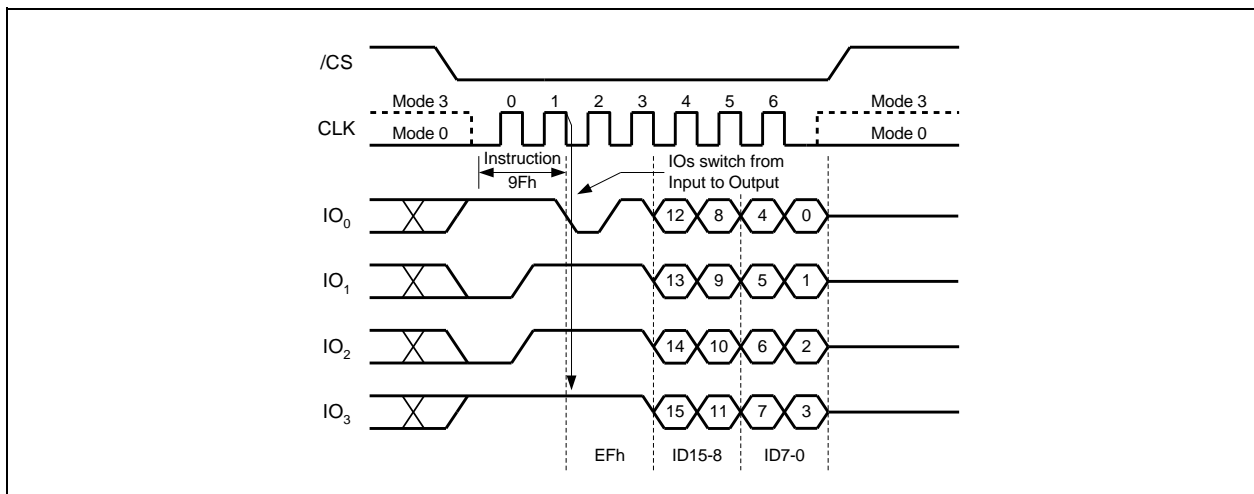 /CS
Mode 3 0 1 2 3 4 5 6 Mode 3
CLK Mode 0 Mode 0
Instruction
9Fh
IOs switch from
Input to Output
IO0 12 8 4 0
IO1 13 9 5 1
IO2 14 10 6 2
IO3 15 11 7 3
EFh ID15-8 ID7-0